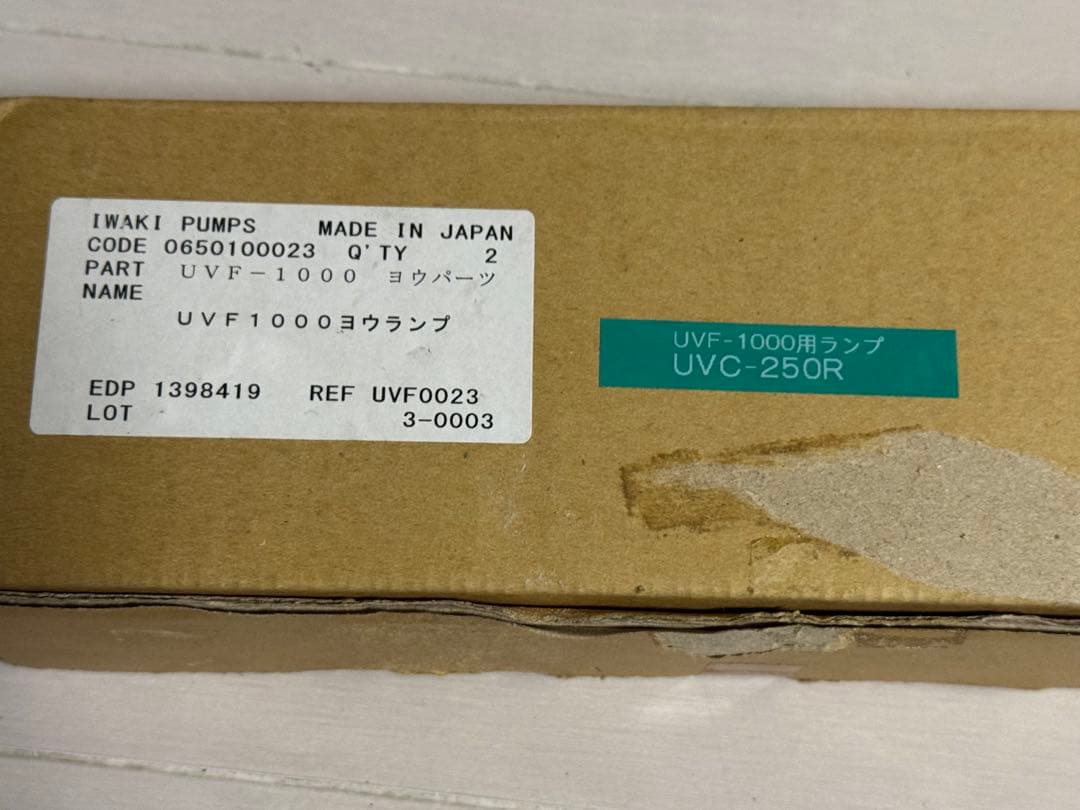 IWAKI PUMPS MADE IN JAPAN
CODE 0650100023 Q'TY 2
PART UVF-1000 ヨウパーツ
NAME
UVF1000ヨウランプ
EDP 1398419 REF UVF0023
LOT 3-0003
UVF-1000用ランプ
UVC-250R